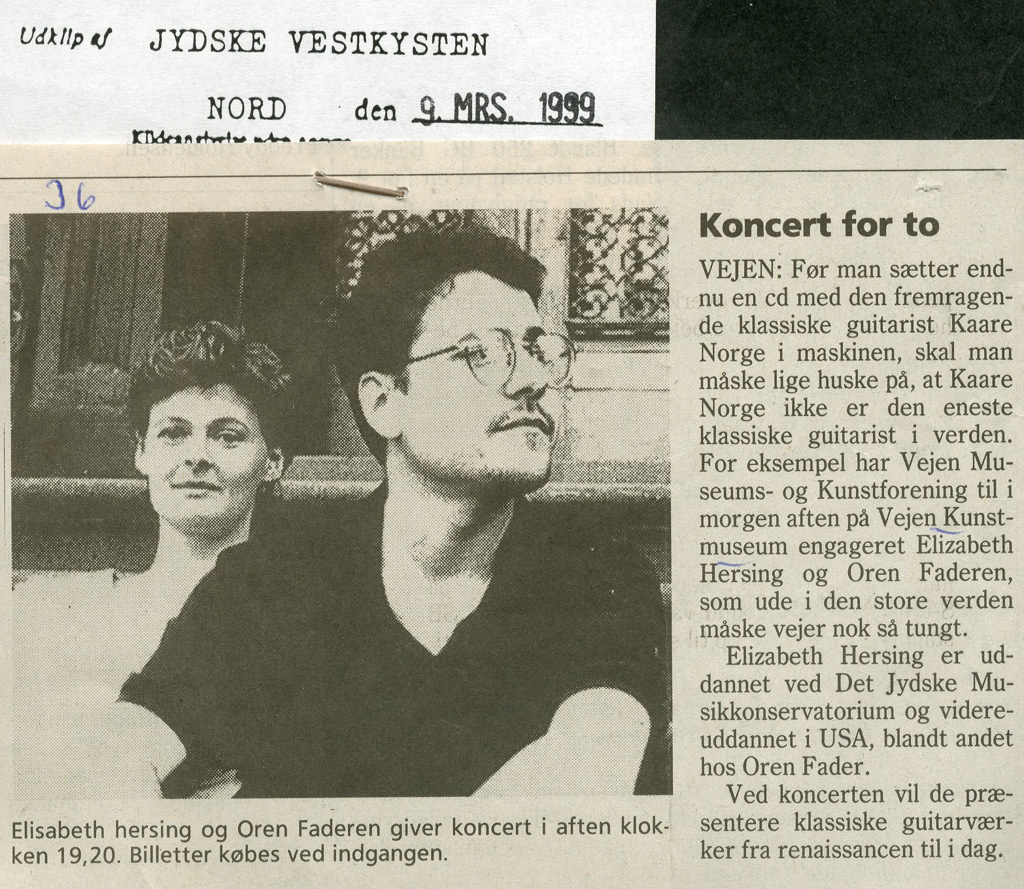 Udklip af JYDSKE VESTKYSTEN
NORD den 9. MRS. 1999
36
Koncert for to
VEJEN: Før man sætter end-
nu en cd med den fremragen-
de klassiske guitarist Kaare
Norge i maskinen, skal man
måske lige huske på, at Kaare
Norge ikke er den eneste
klassiske guitarist i verden.
For eksempel har Vejen Mu-
seums- og Kunstforening til i
morgen aften på Vejen Kunst-
museum engageret Elizabeth
Hersing og Oren Faderen,
som ude i den store verden
måske vejer nok så tungt.
Elizabeth Hersing er ud-
dannet ved Det Jydske Mu-
sikkonservatorium og videre-
uddannet i USA, blandt andet
hos Oren Fader.
Ved koncerten vil de præ-
sentere klassiske guitarvær-
ker fra renaissancen til i dag.
Elisabeth hersing og Oren Faderen giver koncert i aften klok-
ken 19,20. Billetter købes ved indgangen.